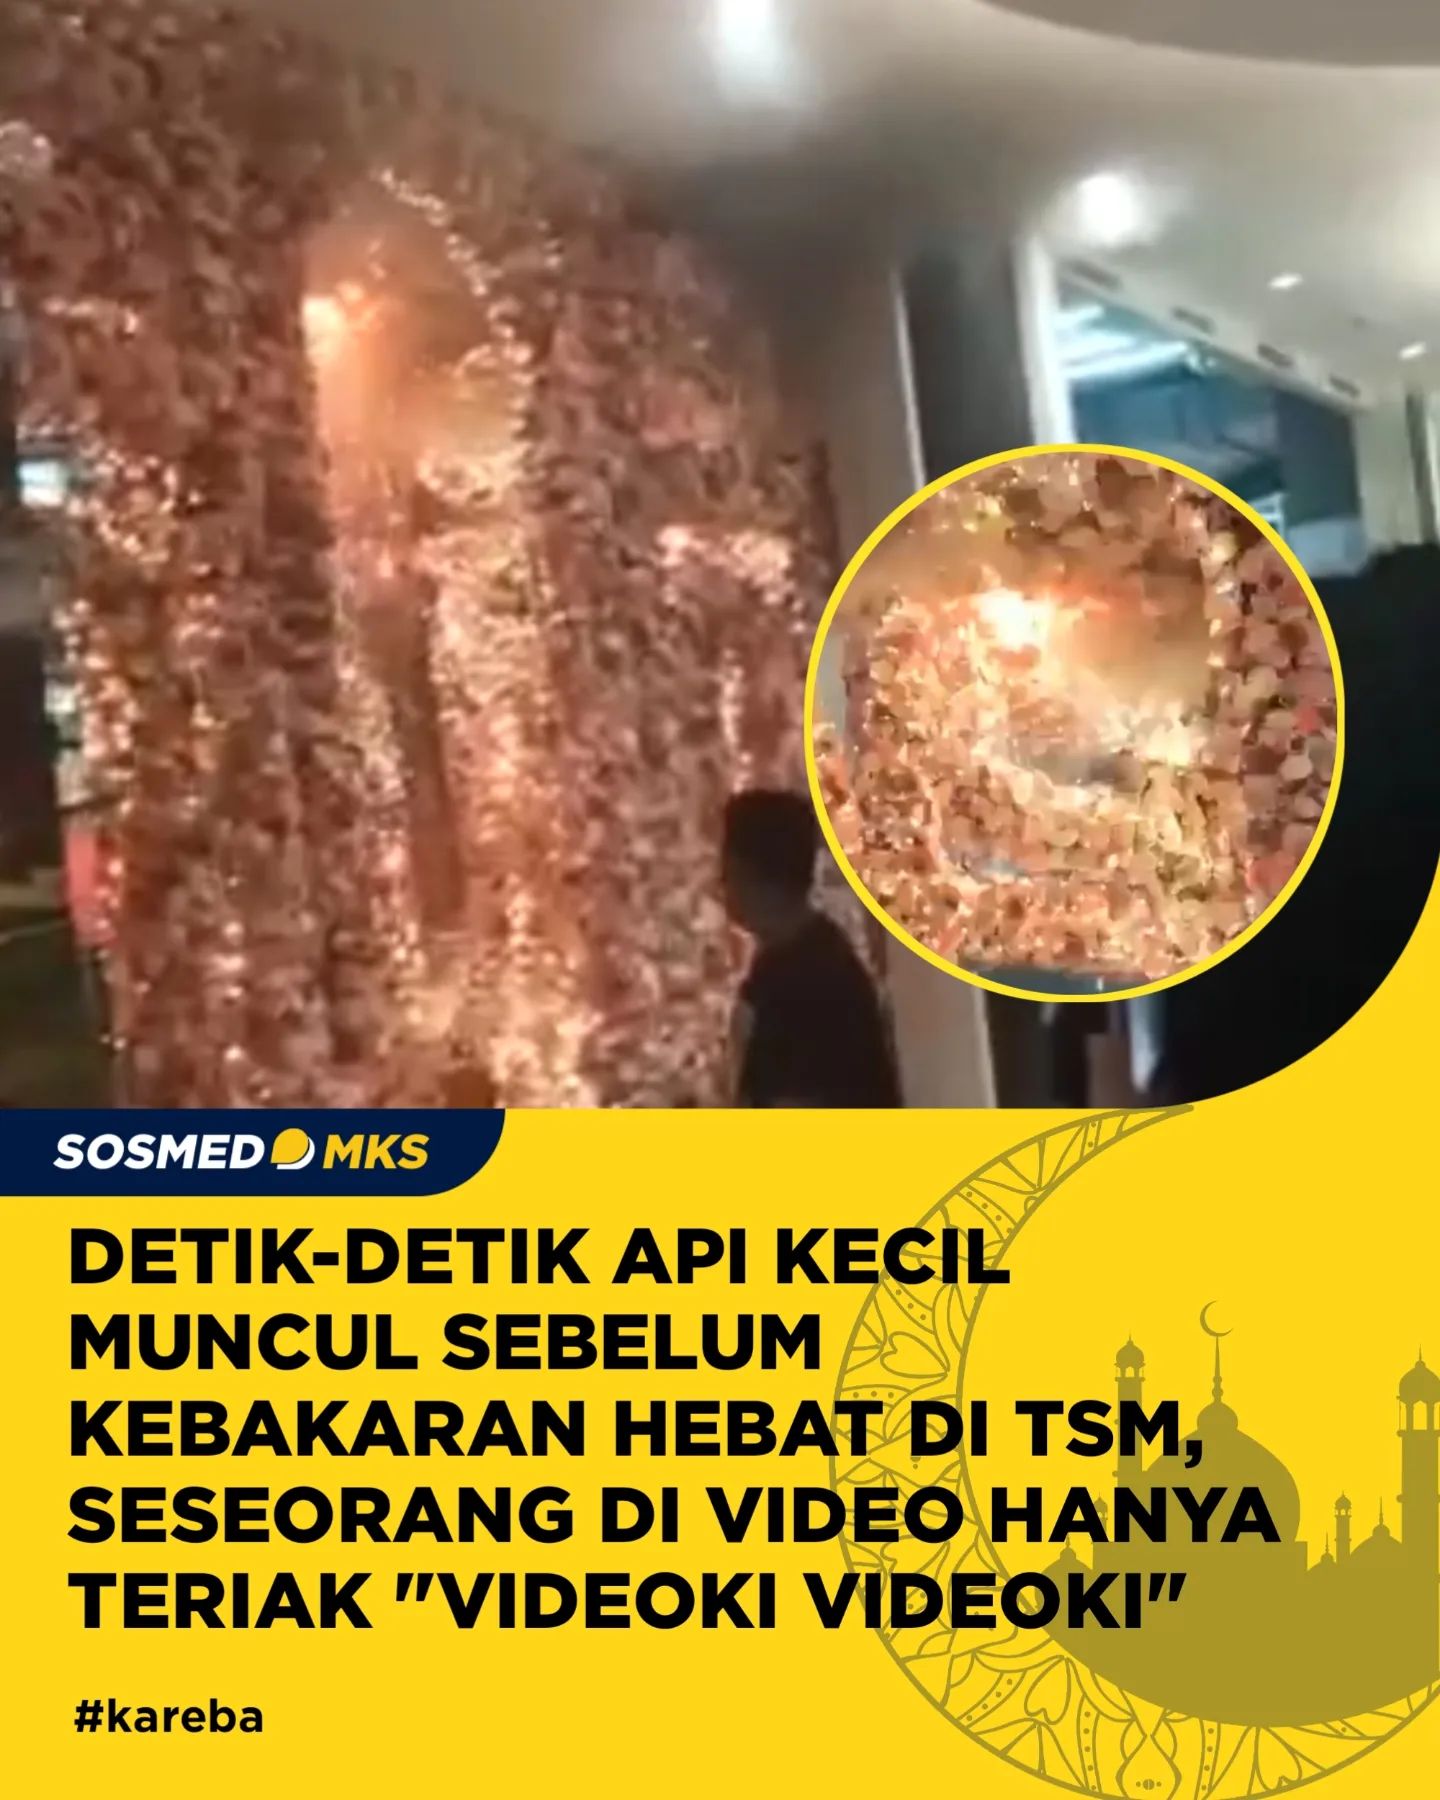 SOSMED MKS
DETIK-DETIK API KECIL
MUNCUL SEBELUM
KEBAKARAN HEBAT DI TSM,
SESEORANG DI VIDEO HANYA
TERIAK "VIDEOKI VIDEOKI"
#kareba